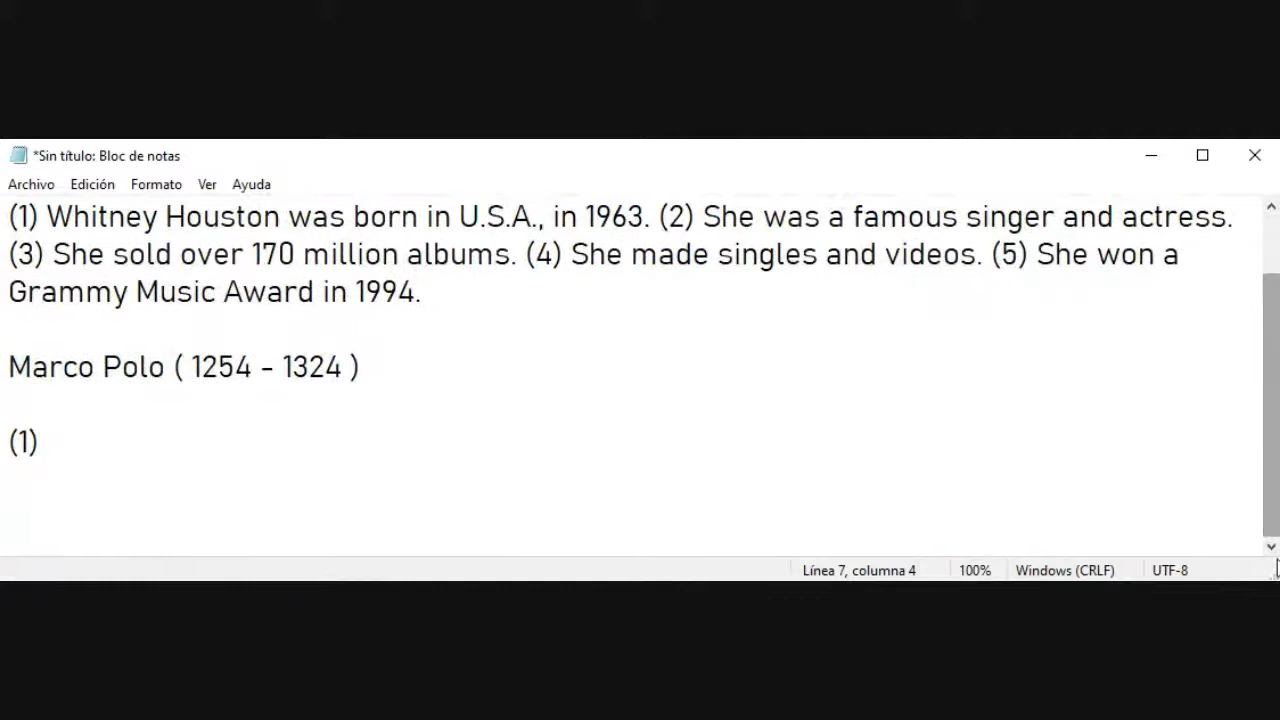 *Sin título: Bloc de notas
Archivo Edición Formato Ver Ayuda
(1) Whitney Houston was born in U.S.A., in 1963. (2) She was a famous singer and actress.
(3) She sold over 170 million albums. (4) She made singles and videos. (5) She won a
Grammy Music Award in 1994.
Marco Polo ( 1254 - 1324 )
(1)
Línea 7, columna 4 100% Windows (CRLF) UTF-8